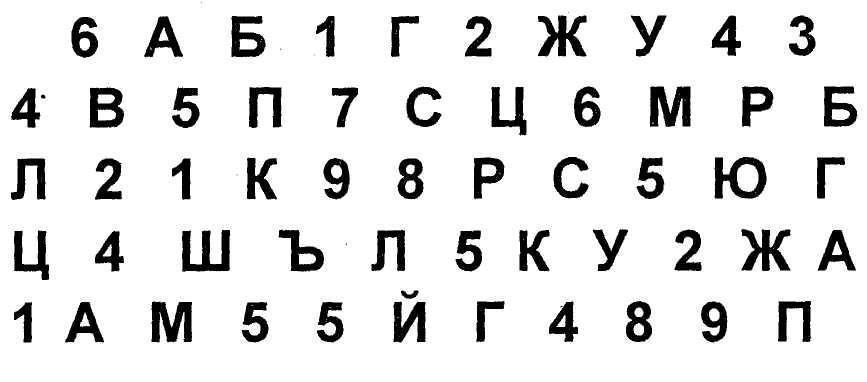 6 А Б 1 Г 2 Ж У 4 3
4 В 5 П 7 С Ц 6 М Р Б
Л 2 1 К 9 8 Р С 5 Ю Г
Ц 4 Ш Ъ Л 5 К У 2 Ж А
1 А М 5 5 Й Г 4 8 9 П